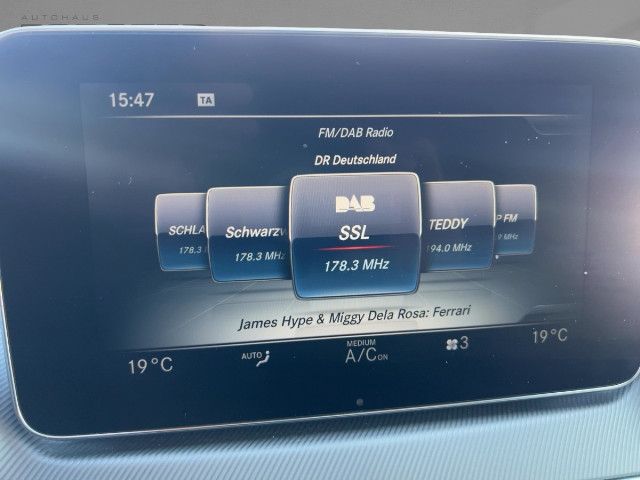 AUTOHAUS
15:47 TA
FM/DAB Radio
DR Deutschland
DAB
SCHLA Schwarzw SSL TEDDY P FM
178.3 178.3 MHz 178.3 MHz 194.0 MHz MHz
James Hype & Miggy Dela Rosa: Ferrari
19°C AUTO MEDIUM A/C ON 3 19°C